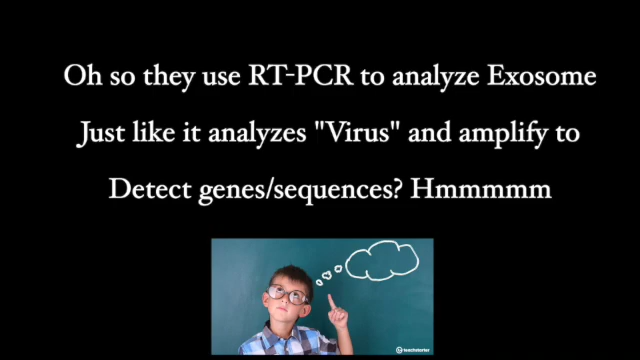 Oh so they use RT-PCR to analyze Exosome
Just like it analyzes "Virus" and amplify to
Detect genes/sequences? Hmmmmm
teachstarter